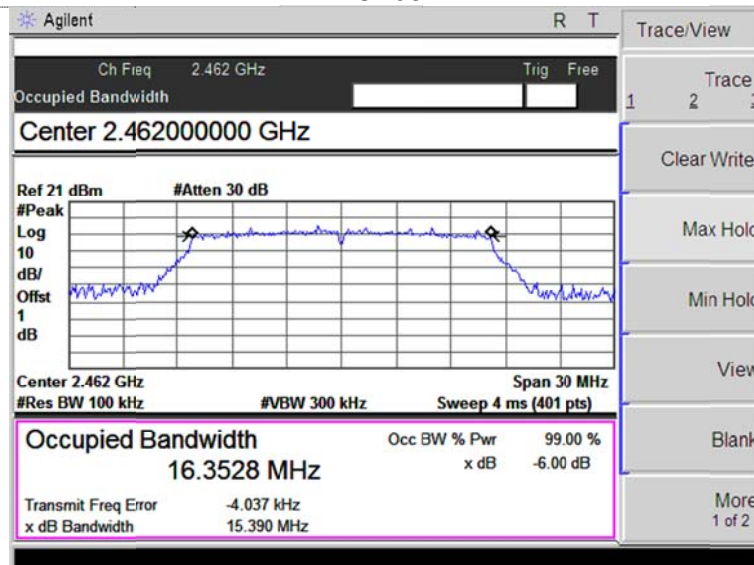 Agilent R T
Ch Freq 2.462 GHz Trig Free
Occupied Bandwidth
Center 2.462000000 GHz
Ref 21 dBm #Atten 30 dB
#Peak
Log
10
dB/
Offst
1
dB
Center 2.462 GHz Span 30 MHz
#Res BW 100 kHz #VBW 300 kHz Sweep 4 ms (401 pts)
Occupied Bandwidth Occ BW % Pwr 99.00 %
16.3528 MHz x dB -6.00 dB
Transmit Freq Error -4.037 kHz
x dB Bandwidth 15.390 MHz
Trace/View
Trace
1 2
Clear Write
Max Hold
Min Hold
View
Blank
More
1 of 2